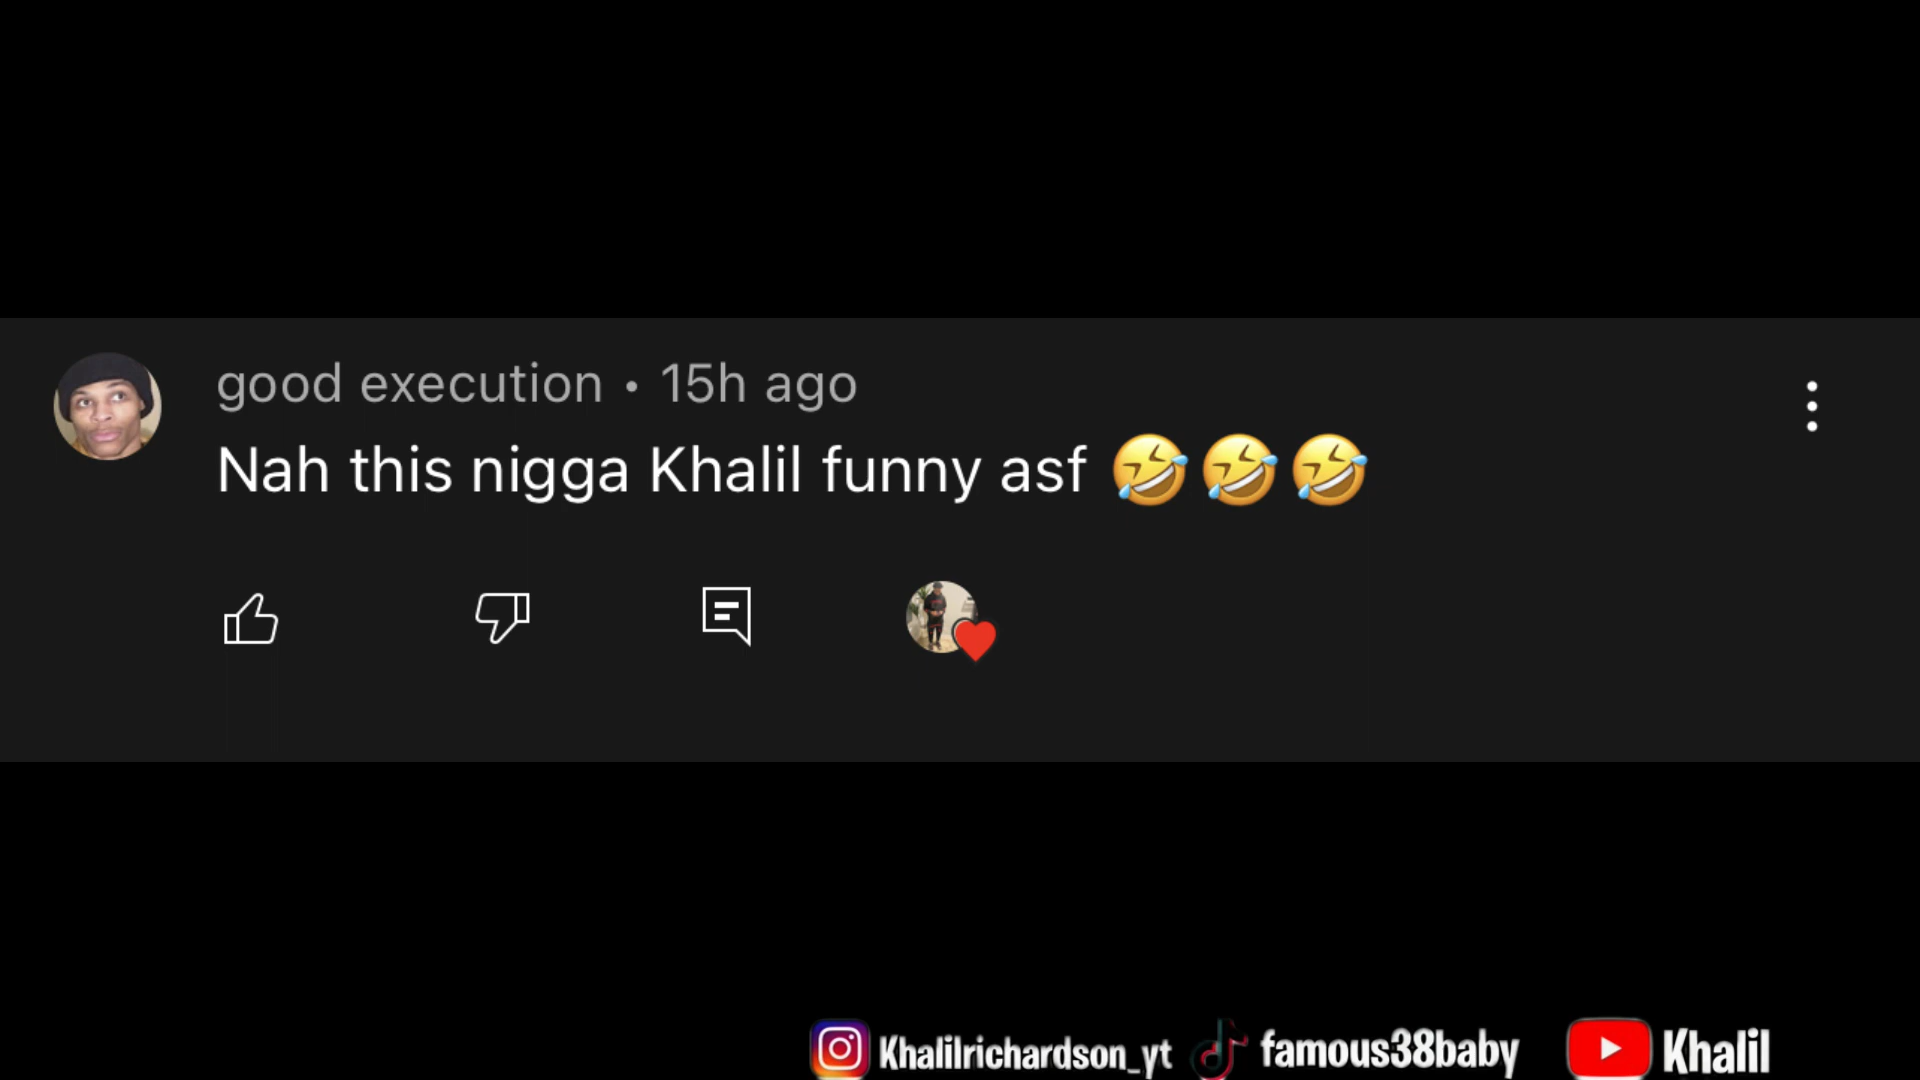 good execution • 15h ago
Nah this nigga Khalil funny asf 🤣🤣🤣
Khalilrichardson_yt famous38baby Khalil